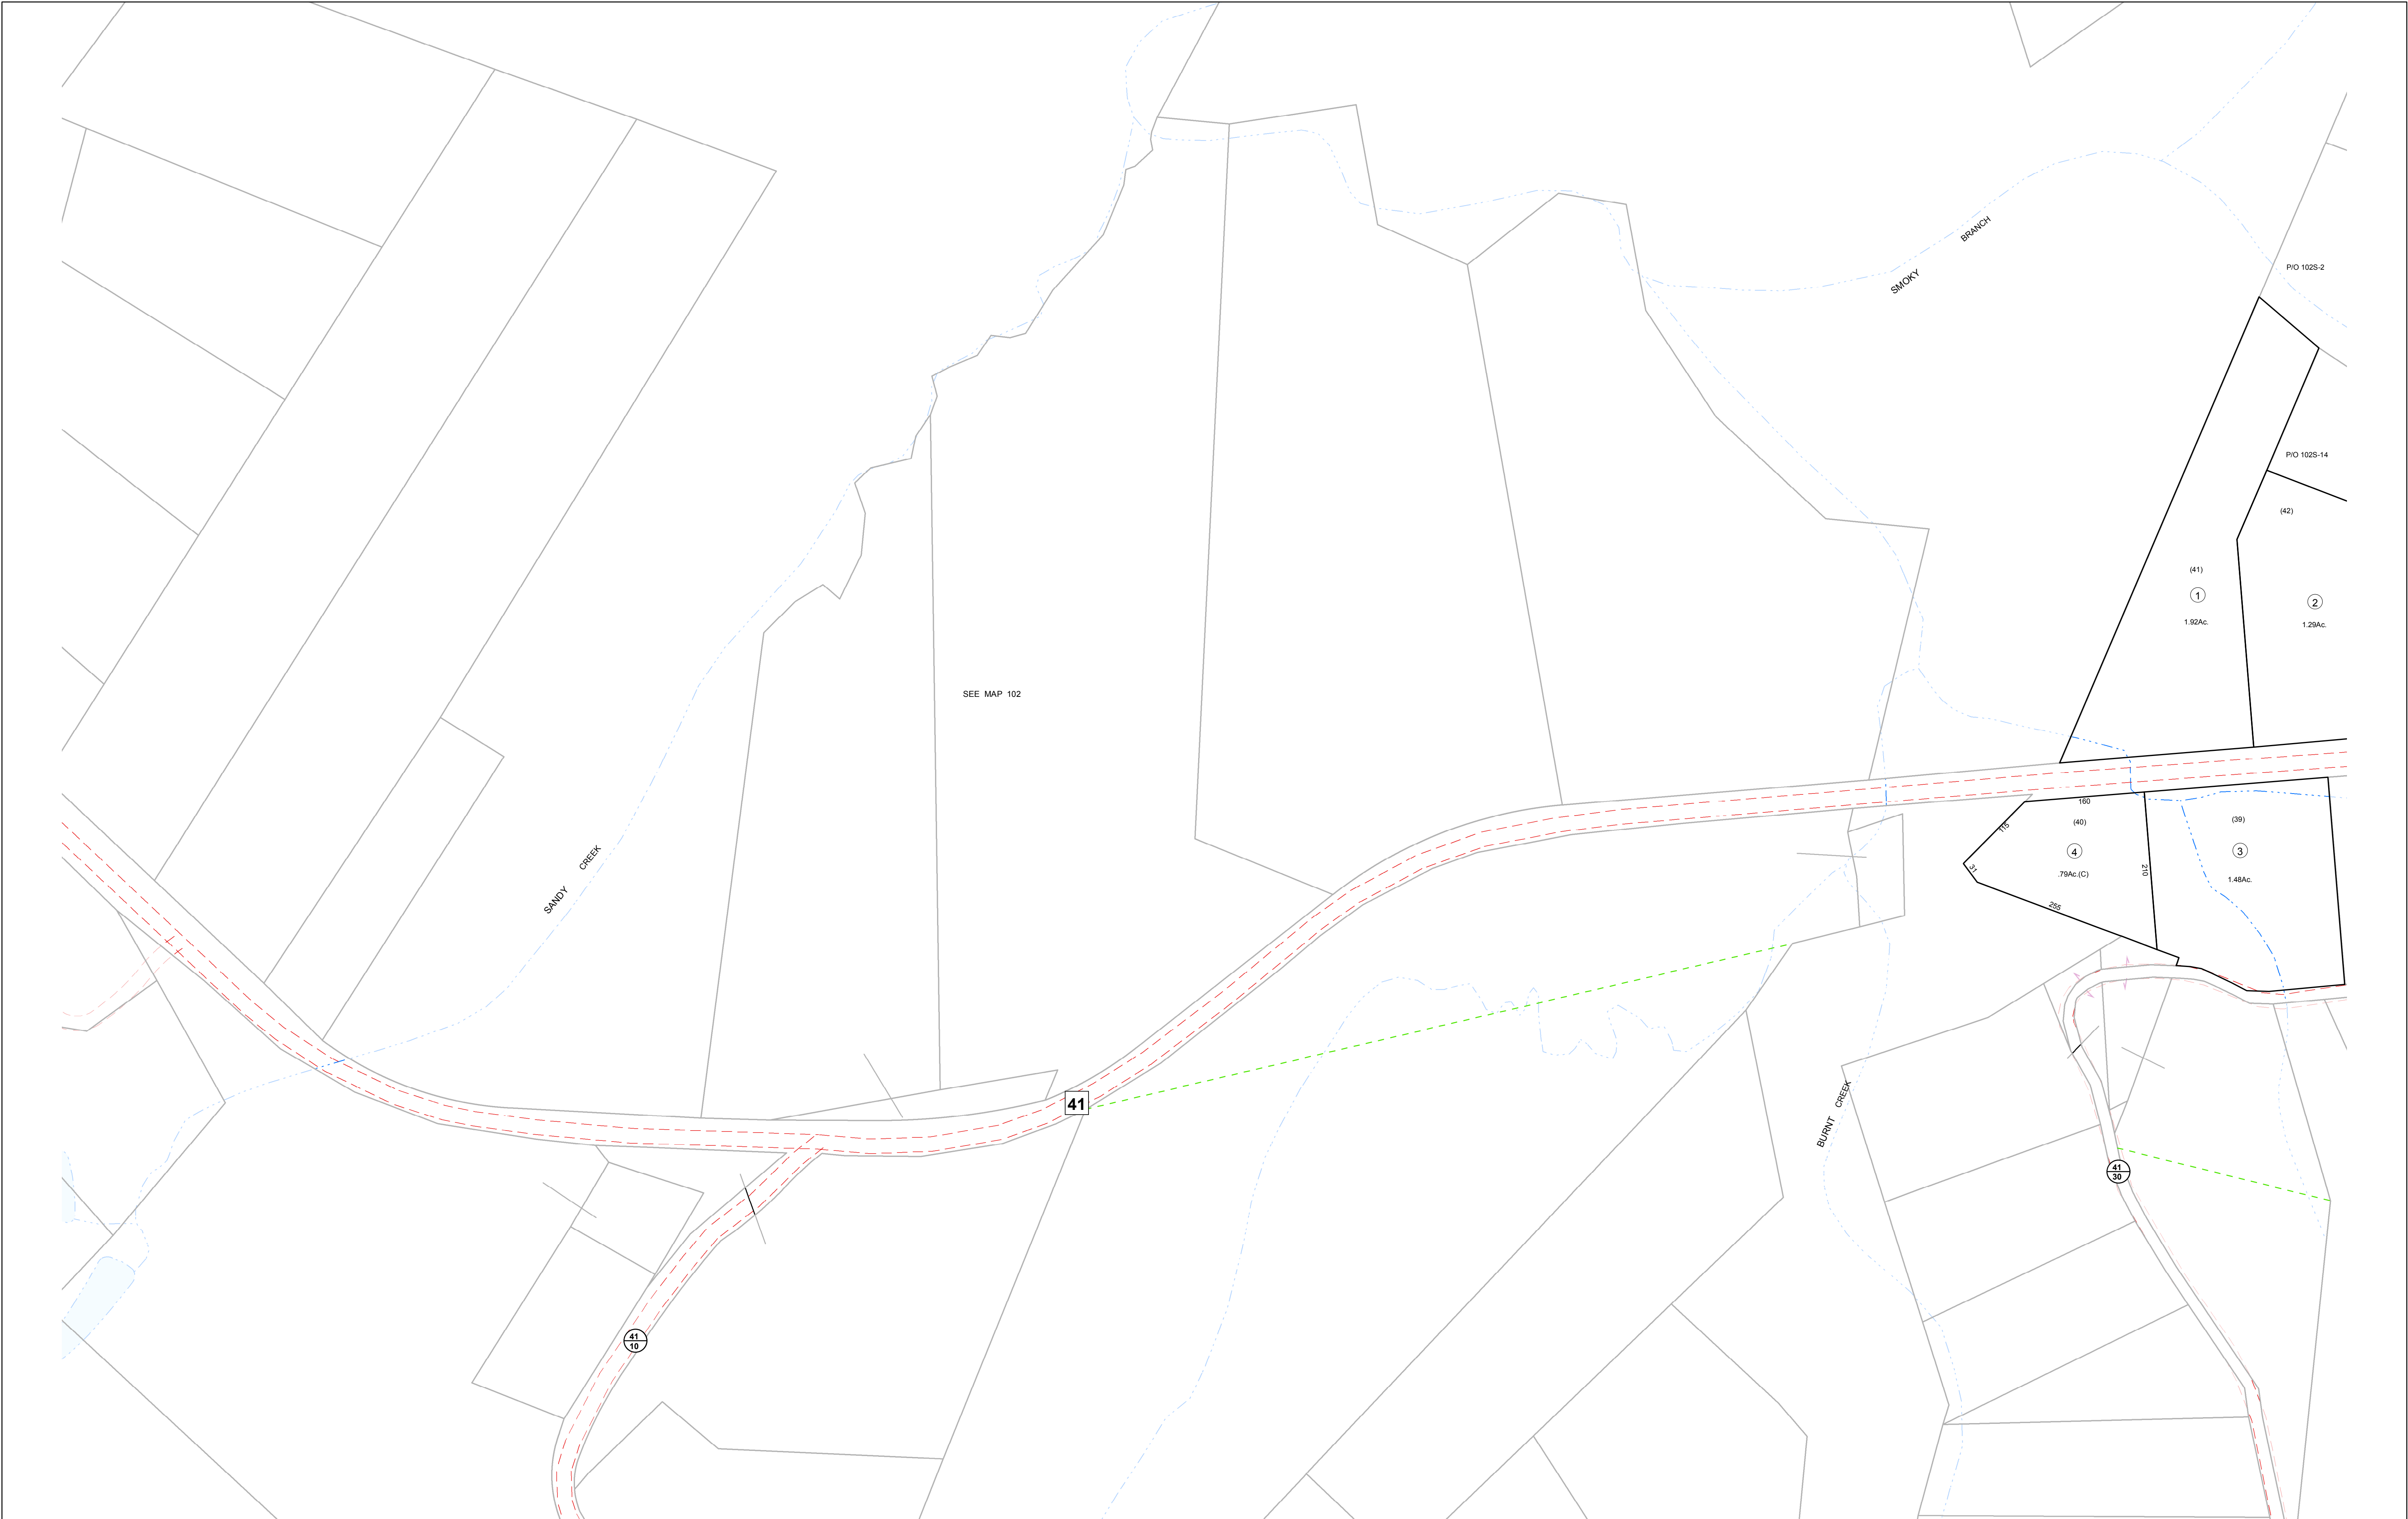 BRANCH
SMOKY
P/O 102S-2
P/O 102S-14
(42)
(41)
1
2
1.92Ac.
1.29Ac.
SEE MAP 102
160
115
(40)
(39)
4
3
31
210
.79Ac.(C)
1.48Ac.
255
SANDY CREEK
41
BURNT CREEK
41
30
41
10